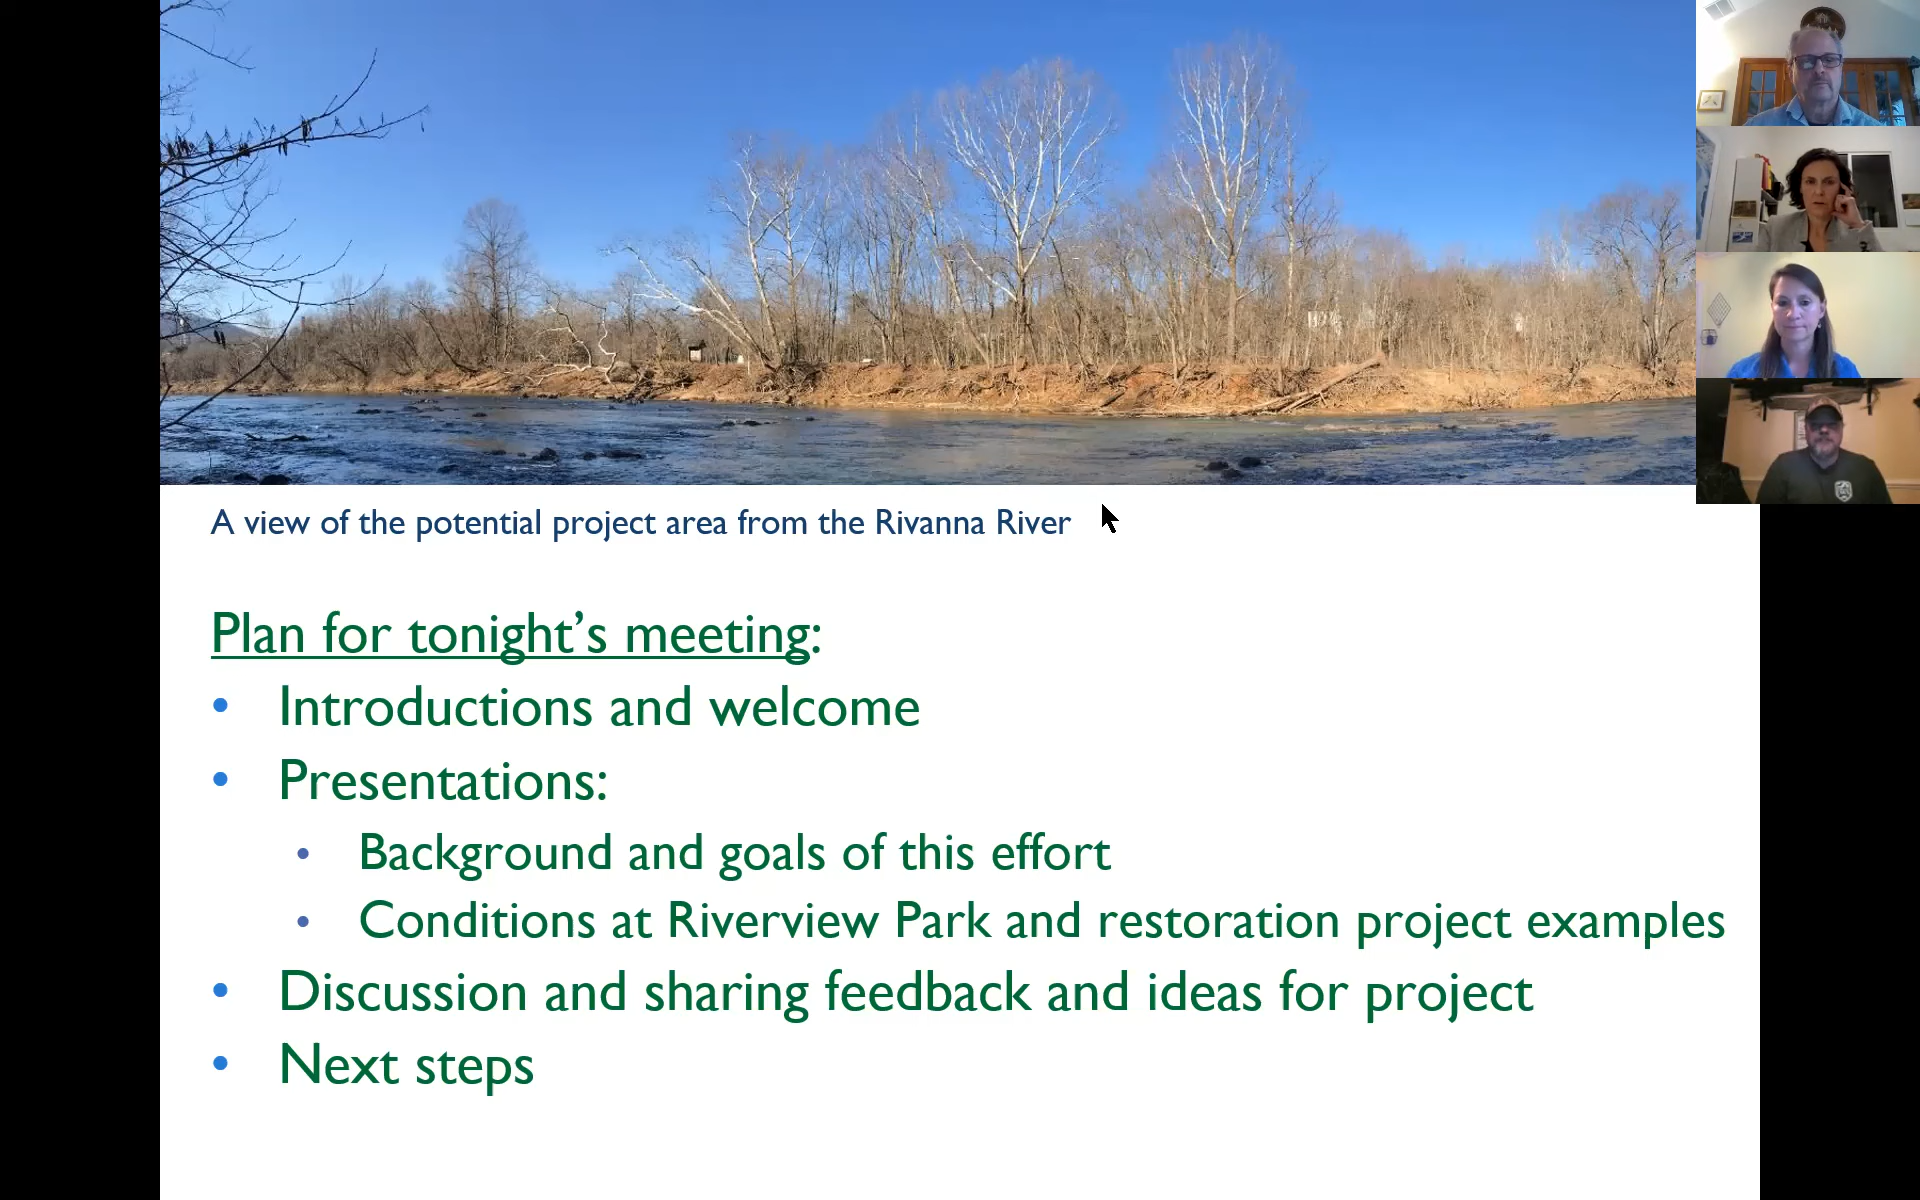 A view of the potential project area from the Rivanna River
Plan for tonight’s meeting:
• Introductions and welcome
• Presentations:
• Background and goals of this effort
• Conditions at Riverview Park and restoration project examples
• Discussion and sharing feedback and ideas for project
• Next steps